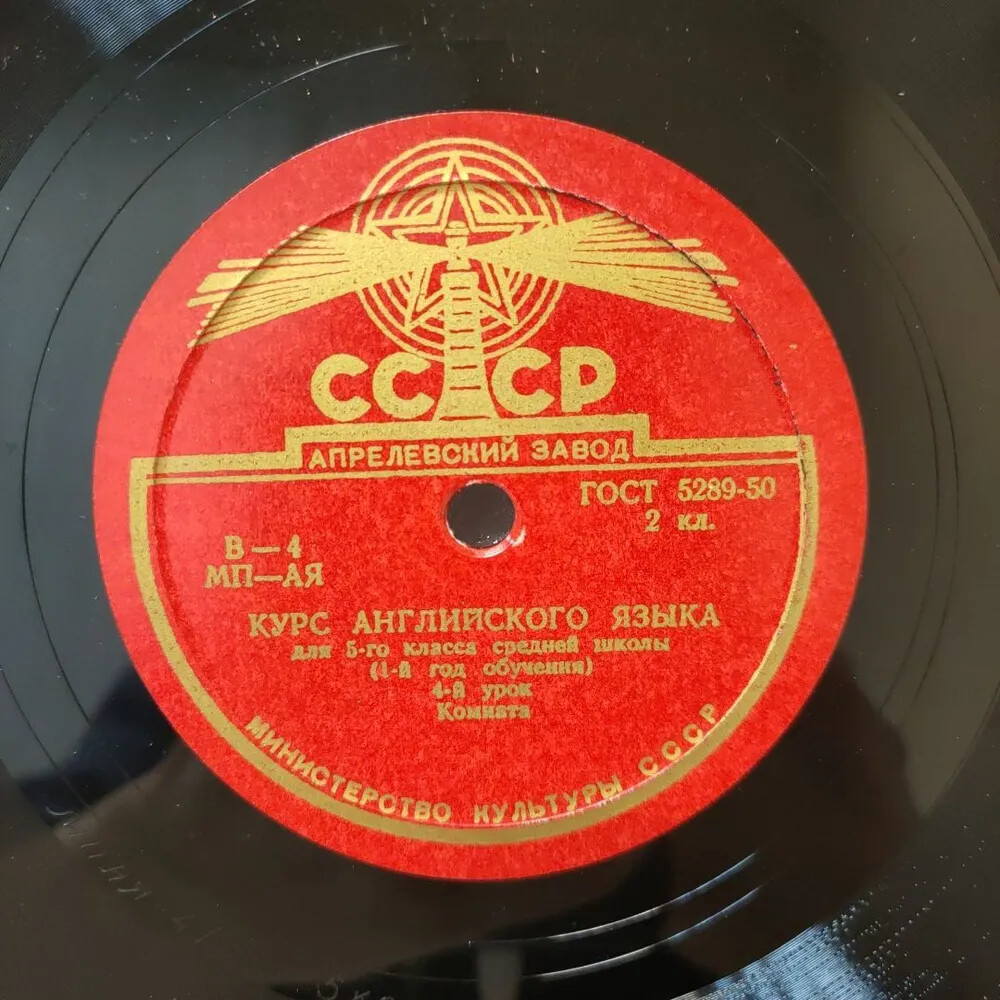 СССР
АПРЕЛЕВСКИЙ ЗАВОД
ГОСТ 5289-50
2 кл.
В — 4
МП—АЯ
КУРС АНГЛИЙСКОГО ЯЗЫКА
для 5-го класса средней школы
(1-й год обучения)
4-й урок
Комната
МИНИСТЕРСТВО КУЛЬТУРЫ СССР